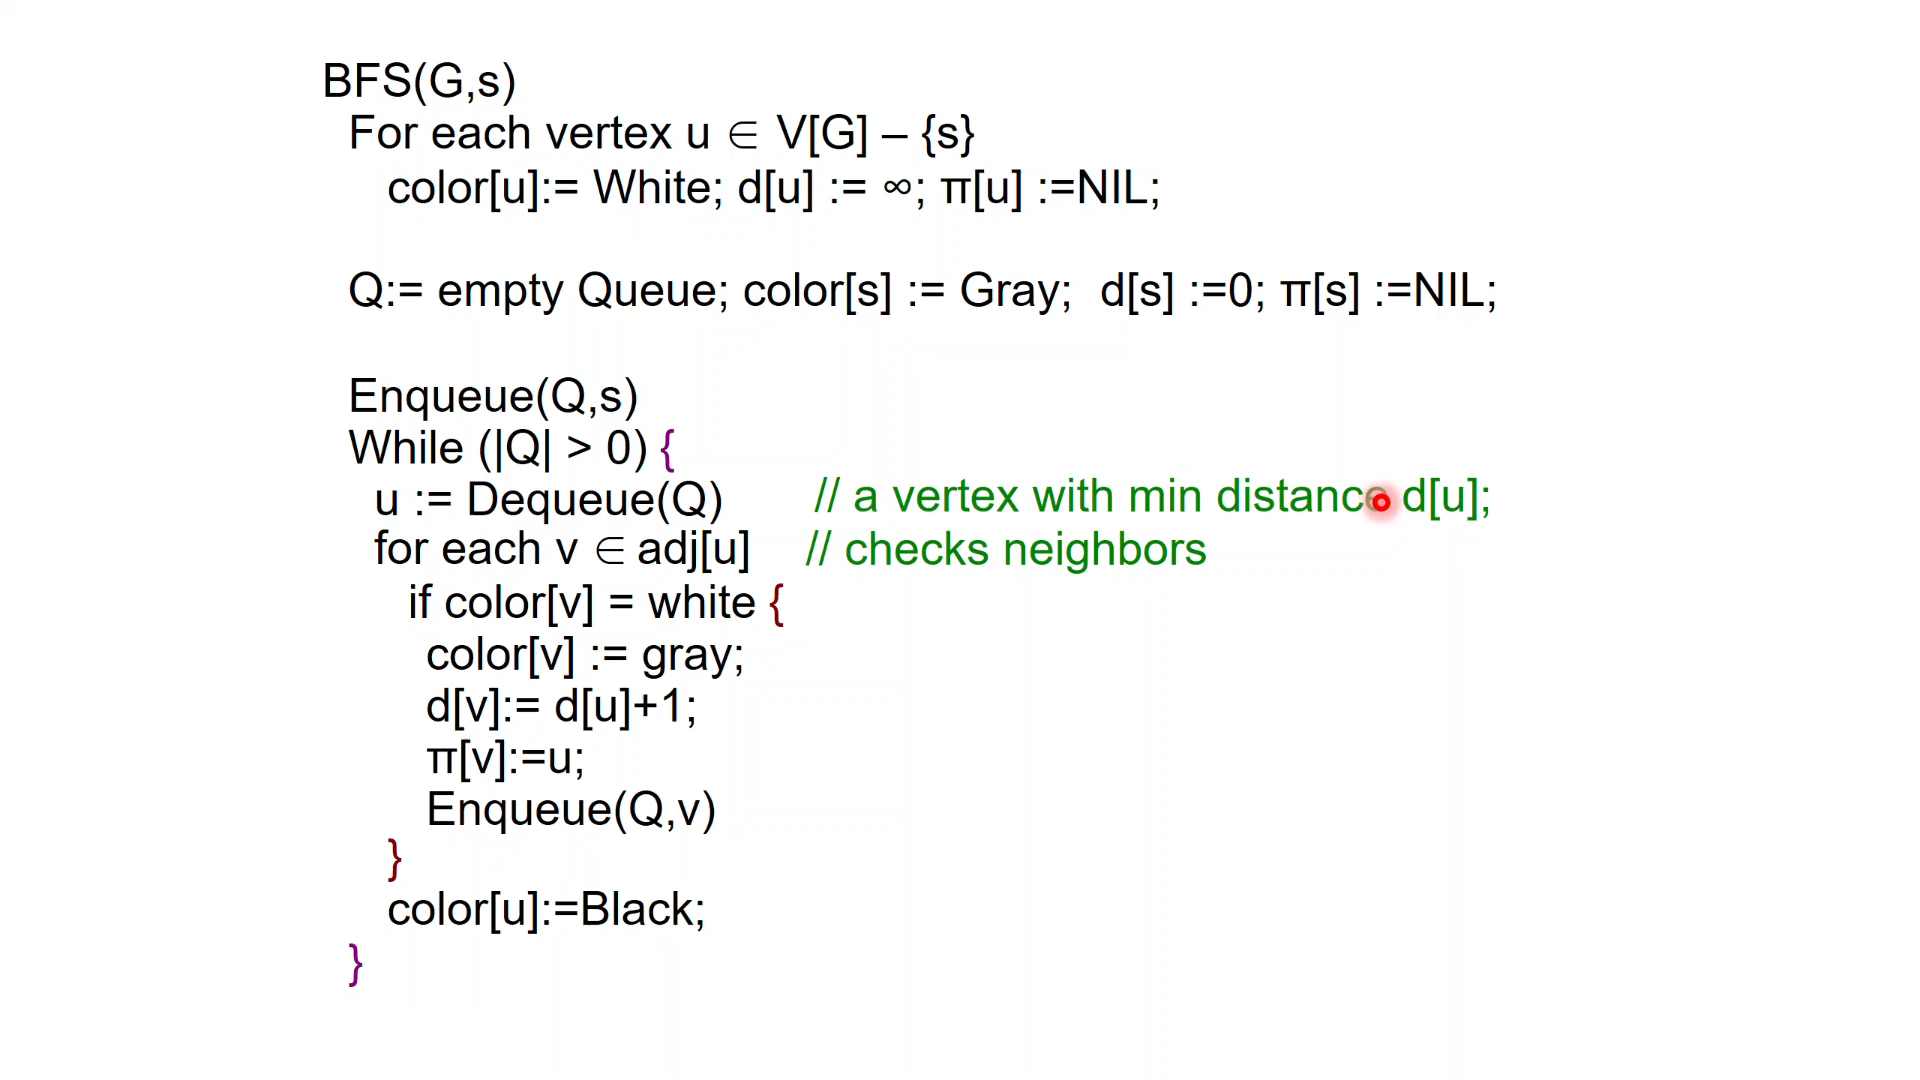 BFS(G,s)
For each vertex u ∈ V[G] – {s}
color[u]:= White; d[u] := ∞; π[u] :=NIL;
Q:= empty Queue; color[s] := Gray; d[s] :=0; π[s] :=NIL;
Enqueue(Q,s)
While (|Q| > 0) {
u := Dequeue(Q) // a vertex with min distance d[u];
for each v ∈ adj[u] // checks neighbors
if color[v] = white {
color[v] := gray;
d[v]:= d[u]+1;
π[v]:=u;
Enqueue(Q,v)
}
color[u]:=Black;
}